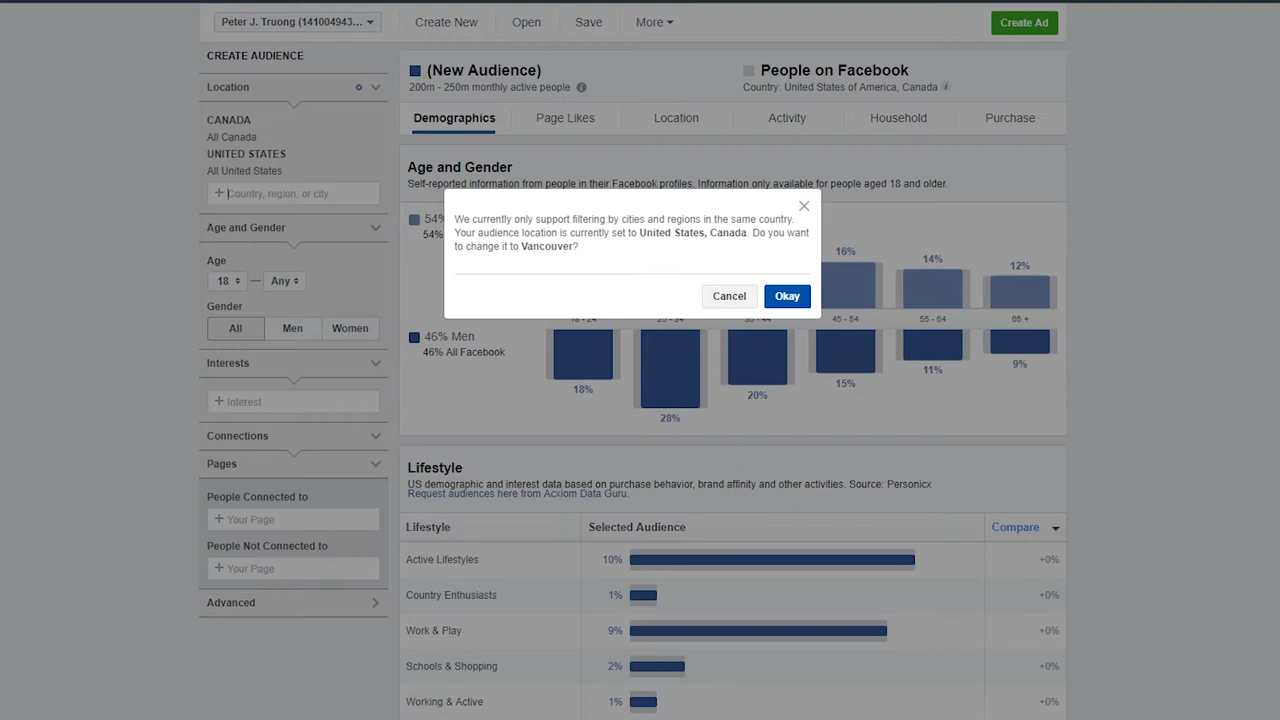 Peter J. Truong (141004943...
Create New
Open
Save
More
Create Ad
CREATE AUDIENCE
Location
CANADA
All Canada
UNITED STATES
All United States
+ Country, region, or city
Age and Gender
Age
18 — Any
Gender
All Men Women
Interests
+ Interest
Connections
Pages
People Connected to
+ Your Page
People Not Connected to
+ Your Page
Advanced
(New Audience)
200m - 250m monthly active people
People on Facebook
Country: United States of America, Canada
Demographics Page Likes Location Activity Household Purchase
Age and Gender
Self-reported information from people in their Facebook profiles. Information only available for people aged 18 and older.
We currently only support filtering by cities and regions in the same country.
Your audience location is currently set to United States, Canada. Do you want
to change it to Vancouver?
Cancel Okay
54%
54%
16% 14% 12%
45 - 54 55 - 64 65 +
46% Men
46% All Facebook
18% 28% 20% 15% 11% 9%
Lifestyle
US demographic and interest data based on purchase behavior, brand affinity and other activities. Source: Personicx
Request audiences here from Acxiom Data Guru.
Lifestyle Selected Audience Compare
Active Lifestyles 10% +0%
Country Enthusiasts 1% +0%
Work & Play 9% +0%
Schools & Shopping 2% +0%
Working & Active 1% +0%